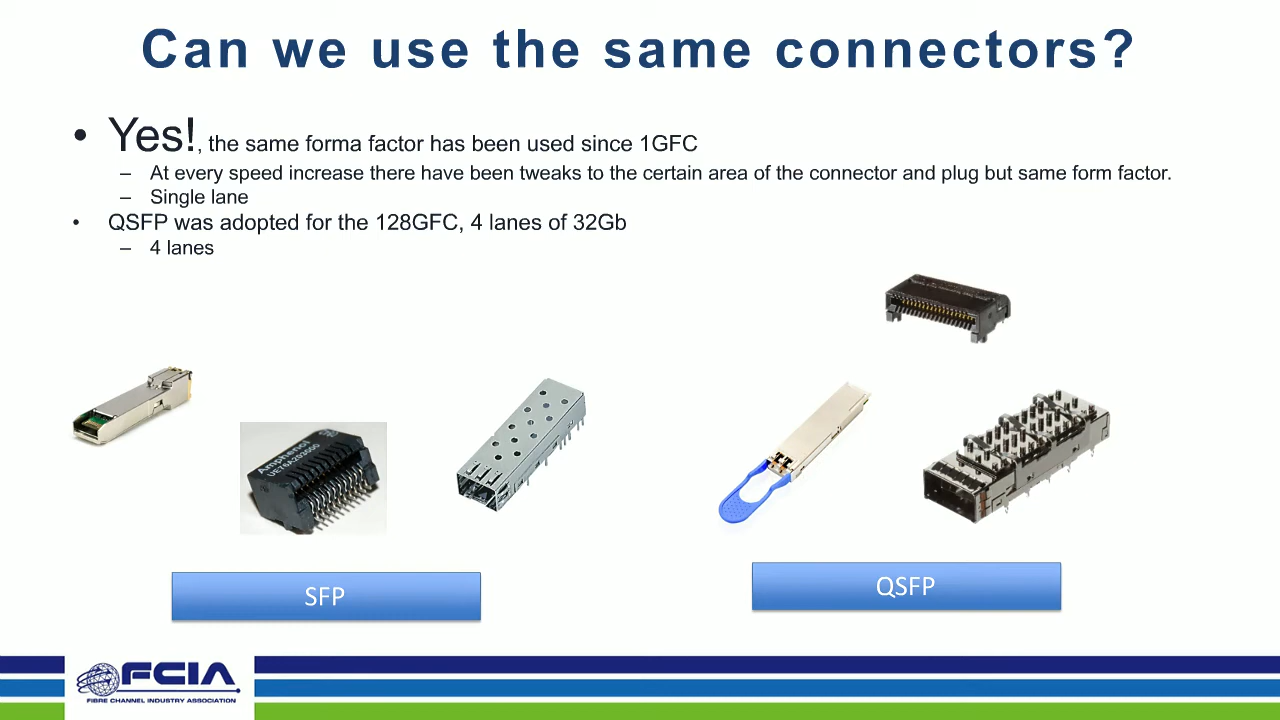 Can we use the same connectors?
• Yes!, the same forma factor has been used since 1GFC
– At every speed increase there have been tweaks to the certain area of the connector and plug but same form factor.
– Single lane
• QSFP was adopted for the 128GFC, 4 lanes of 32Gb
– 4 lanes
Amphenol
UE76A203000
SFP
QSFP
FCIA
FIBRE CHANNEL INDUSTRY ASSOCIATION